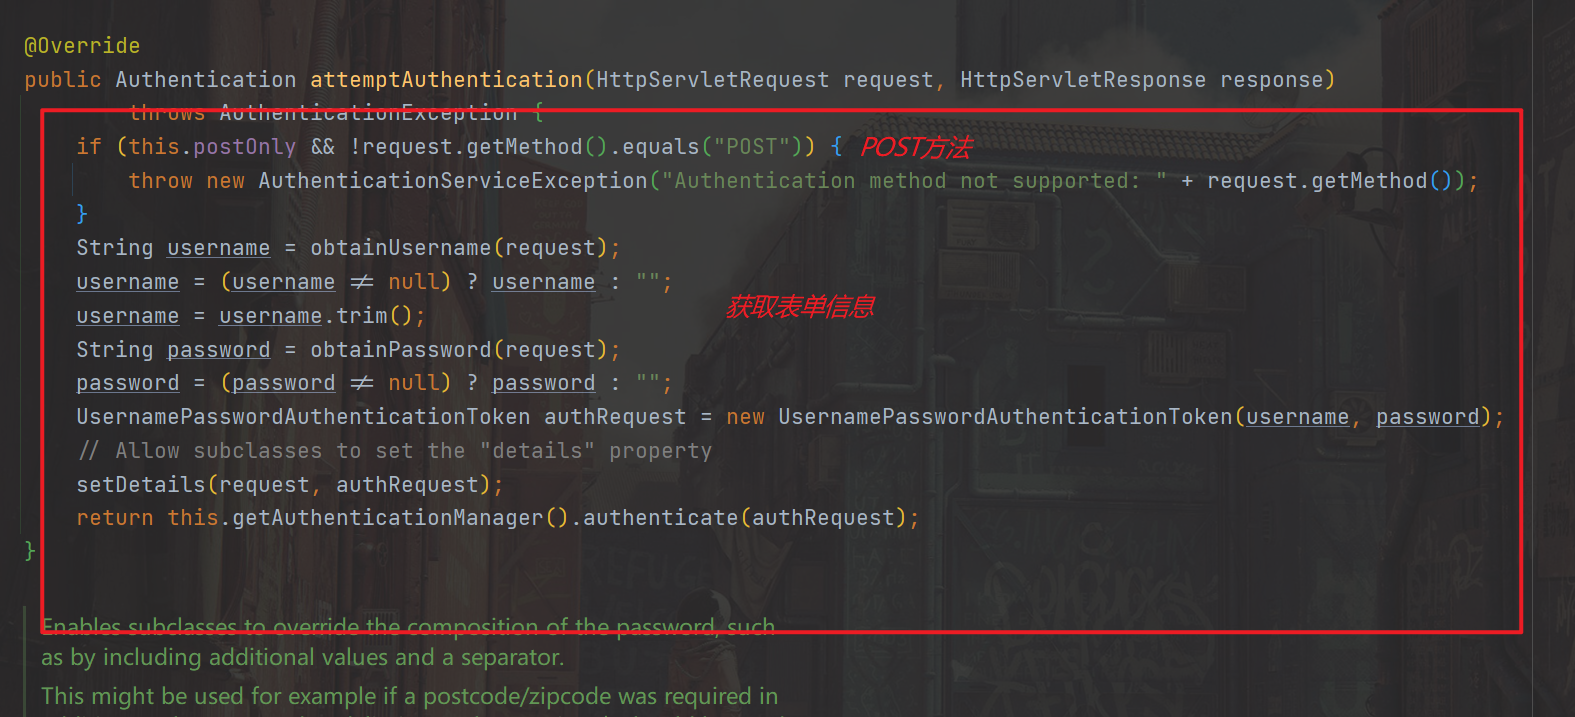 @Override
public Authentication attemptAuthentication(HttpServletRequest request, HttpServletResponse response)
throws AuthenticationException {
if (this.postOnly && !request.getMethod().equals("POST")) { POST方法
throw new AuthenticationServiceException("Authentication method not supported: " + request.getMethod());
}
String username = obtainUsername(request);
username = (username ≠ null) ? username : "";
获取表单信息
username = username.trim();
String password = obtainPassword(request);
password = (password ≠ null) ? password : "";
UsernamePasswordAuthenticationToken authRequest = new UsernamePasswordAuthenticationToken(username, password);
// Allow subclasses to set the "details" property
setDetails(request, authRequest);
return this.getAuthenticationManager().authenticate(authRequest);
}
Enables subclasses to override the composition of the password, such
as by including additional values and a separator.
This might be used for example if a postcode/zipcode was required in